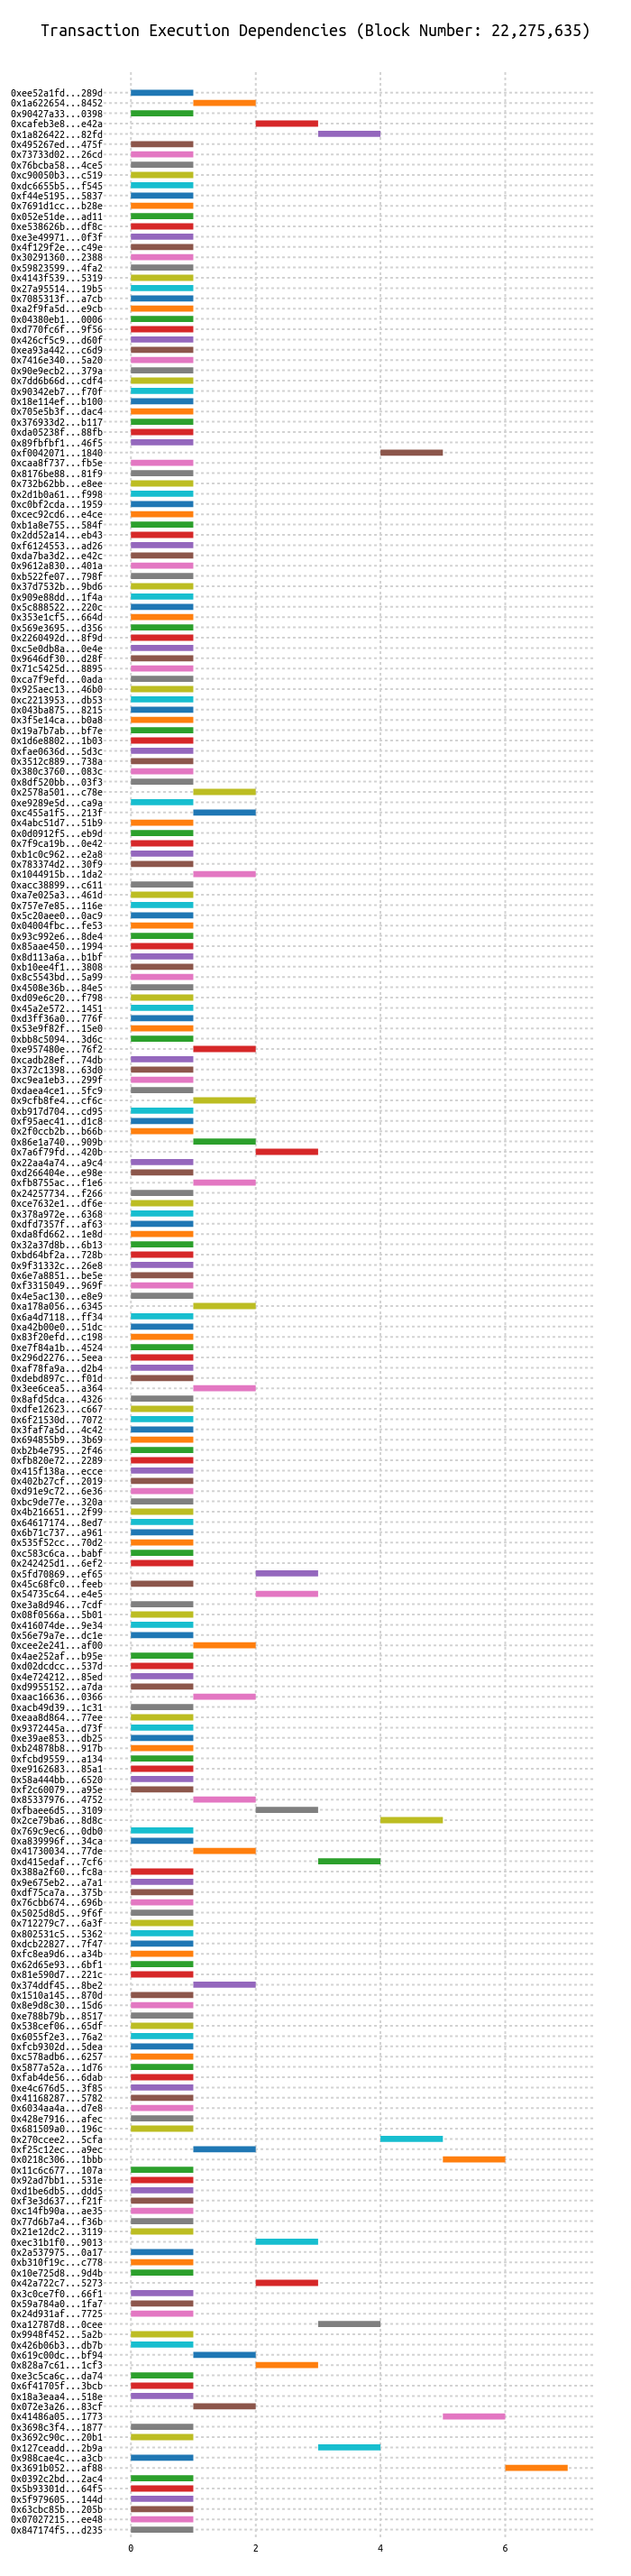 Transaction Execution Dependencies (Block Number: 22,275,635)
0xee52a1fd...289d
0x1a622654...8452
0x90427a33...0398
0xcafeb3e8...e42a
0x1a826422...82fd
0x495267ed...475f
0x73733d02...26cd
0x76bcba58...4ce5
0xc90050b3...c519
0xdc6655b5...f545
0xf44e5195...5837
0x7691d1cc...b28e
0x052e51de...ad11
0xe538626b...df8c
0xe3e49971...0f3f
0x4f129f2e...c49e
0x30291360...2388
0x59823599...4fa2
0x4143f539...5319
0x27a95514...19b5
0x7085313f...a7cb
0xa2f9fa5d...e9cb
0x04380eb1...0006
0xd770fc6f...9f56
0x426cf5c9...d60f
0xea93a442...c6d9
0x7416e340...5a20
0x90e9ecb2...379a
0x7dd6b66d...cdf4
0x90342eb7...f70f
0x18e114ef...b100
0x705e5b3f...dac4
0x376933d2...b117
0xda05238f...88fb
0x89fbfbf1...46f5
0xf0042071...1840
0xcaa8f737...fb5e
0x8176be88...81f9
0x732b62bb...e8ee
0x2d1b0a61...f998
0xc0bf2cda...1959
0xcec92cd6...e4ce
0xb1a8e755...584f
0x2dd52a14...eb43
0xf6124553...ad26
0xda7ba3d2...e42c
0x9612a830...401a
0xb522fe07...798f
0x37d7532b...9bd6
0x909e88dd...1f4a
0x5c888522...220c
0x353e1cf5...664d
0x569e3695...d356
0x2260492d...8f9d
0xc5e0db8a...0e4e
0x9646df30...d28f
0x71c5425d...8895
0xca7f9efd...0ada
0x925aec13...46b0
0xc2213953...db53
0x043ba875...8215
0x3f5e14ca...b0a8
0x19a7b7ab...bf7e
0x1d6e8802...1b03
0xfae0636d...5d3c
0x3512c889...738a
0x380c3760...083c
0x8df520bb...03f3
0x2578a501...c78e
0xe9289e5d...ca9a
0xc455a1f5...213f
0x4abc51d7...51b9
0x0d0912f5...eb9d
0x7f9ca19b...0e42
0xb1c0c962...e2a8
0x783374d2...30f9
0x1044915b...1da2
0xacc38899...c611
0xa7e025a3...461d
0x757e7e85...116e
0x5c20aee0...0ac9
0x04004fbc...fe53
0x93c992e6...8de4
0x85aae450...1994
0x8d113a6a...b1bf
0xb10ee4f1...3808
0x8c5543bd...5a99
0x4508e36b...84e5
0xd09e6c20...f798
0x45a2e572...1451
0xd3ff36a0...776f
0x53e9f82f...15e0
0xbb8c5094...3d6c
0xe957480e...76f2
0xcadb28ef...74db
0x372c1398...63d0
0xc9ea1eb3...299f
0xdaea4ce1...5fc9
0x9cfb8fe4...cf6c
0xb917d704...cd95
0xf95aec41...d1c8
0x2f0ccb2b...b66b
0x86e1a740...909b
0x7a6f79fd...420b
0x22aa4a74...a9c4
0xd266404e...e98e
0xfb8755ac...f1e6
0x24257734...f266
0xce7632e1...df6e
0x378a972e...6368
0xdfd7357f...af63
0xda8fd662...1e8d
0x32a37d8b...6b13
0xbd64bf2a...728b
0x9f31332c...26e8
0x6e7a8851...be5e
0xf3315049...969f
0x4e5ac130...e8e9
0xa178a056...6345
0x6a4d7118...ff34
0xa42b00e0...51dc
0x83f20efd...c198
0xe7f84a1b...4524
0x296d2276...5eea
0xaf78fa9a...d2b4
0xdebd897c...f01d
0x3ee6cea5...a364
0x8afd5dca...4326
0xdfe12623...c667
0x6f21530d...7072
0x3faf7a5d...4c42
0x694855b9...3b69
0xb2b4e795...2f46
0xfb820e72...2289
0x415f138a...ecce
0x402b27cf...2019
0xd91e9c72...6e36
0xbc9de77e...320a
0x4b216651...2f99
0x64617174...8ed7
0x6b71c737...a961
0x535f52cc...70d2
0xc583c6ca...babf
0x242425d1...6ef2
0x5fd70869...ef65
0x45c68fc0...feeb
0x54735c64...e4e5
0xe3a8d946...7cdf
0x08f0566a...5b01
0x416074de...9e34
0x56e79a7e...dc1e
0xcee2e241...af00
0x4ae252af...b95e
0xd02dcdcc...537d
0x4e724212...85ed
0xd9955152...a7da
0xaac16636...0366
0xacb49d39...1c31
0xeaa8d864...77ee
0x9372445a...d73f
0xe39ae853...db25
0xb24878b8...917b
0xfcbd9559...a134
0xe9162683...85a1
0x58a444bb...6520
0xf2c60079...a95e
0x85337976...4752
0xfbaee6d5...3109
0x2ce79ba6...8d8c
0x769c9ec6...0db0
0xa839996f...34ca
0x41730034...77de
0xd415edaf...7cf6
0x388a2f60...fc8a
0x9e675eb2...a7a1
0xdf75ca7a...375b
0x76cbb674...696b
0x5025d8d5...9f6f
0x712279c7...6a3f
0x802531c5...5362
0xdcb22827...7f47
0xfc8ea9d6...a34b
0x62d65e93...6bf1
0x81e590d7...221c
0x374ddf45...8be2
0x1510a145...870d
0x8e9d8c30...15d6
0xe788b79b...8517
0x538cef06...65df
0x6055f2e3...76a2
0xfcb9302d...5dea
0xc578adb6...6257
0x5877a52a...1d76
0xfab4de56...6dab
0xe4c676d5...3f85
0x41168287...5782
0x6034aa4a...d7e8
0x428e7916...afec
0x681509a0...196c
0x270ccee2...5cfa
0xf25c12ec...a9ec
0x0218c306...1bbb
0x11c6c677...107a
0x92ad7bb1...531e
0xd1be6db5...ddd5
0xf3e3d637...f21f
0xc14fb90a...ae35
0x77d6b7a4...f36b
0x21e12dc2...3119
0xec31b1f0...9013
0x2a537975...0a17
0xb310f19c...c778
0x10e725d8...9d4b
0x42a722c7...5273
0x3c0ce7f0...66f1
0x59a784a0...1fa7
0x24d931af...7725
0xa12787d8...0cee
0x9948f452...5a2b
0x426b06b3...db7b
0x619c00dc...bf94
0x828a7c61...1cf3
0xe3c5ca6c...da74
0x6f41705f...3bcb
0x18a3eaa4...518e
0x072e3a26...83cf
0x41486a05...1773
0x3698c3f4...1877
0x3692c90c...20b1
0x127ceadd...2b9a
0x988cae4c...a3cb
0x3691b052...af88
0x0392c2bd...2ac4
0x5b93301d...64f5
0x5f979605...144d
0x63cbc85b...205b
0x07027215...ee48
0x847174f5...d235
0 2 4 6